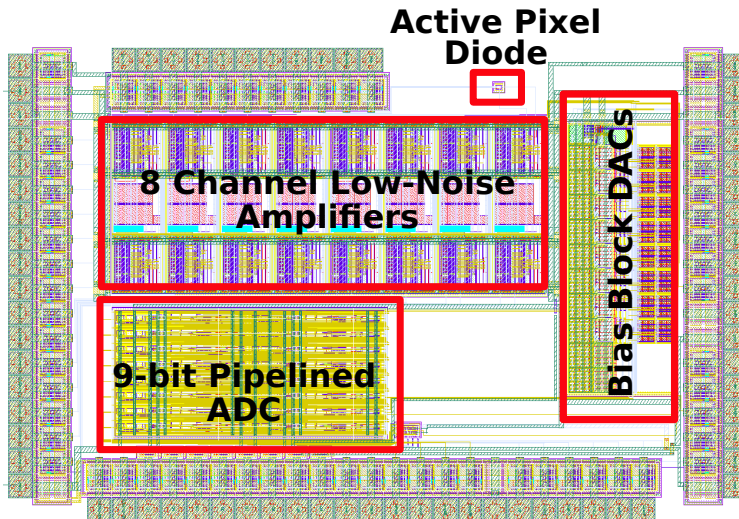 Active Pixel
Diode
8 Channel Low-Noise
Amplifiers
Bias Block DACs
9-bit Pipelined
ADC